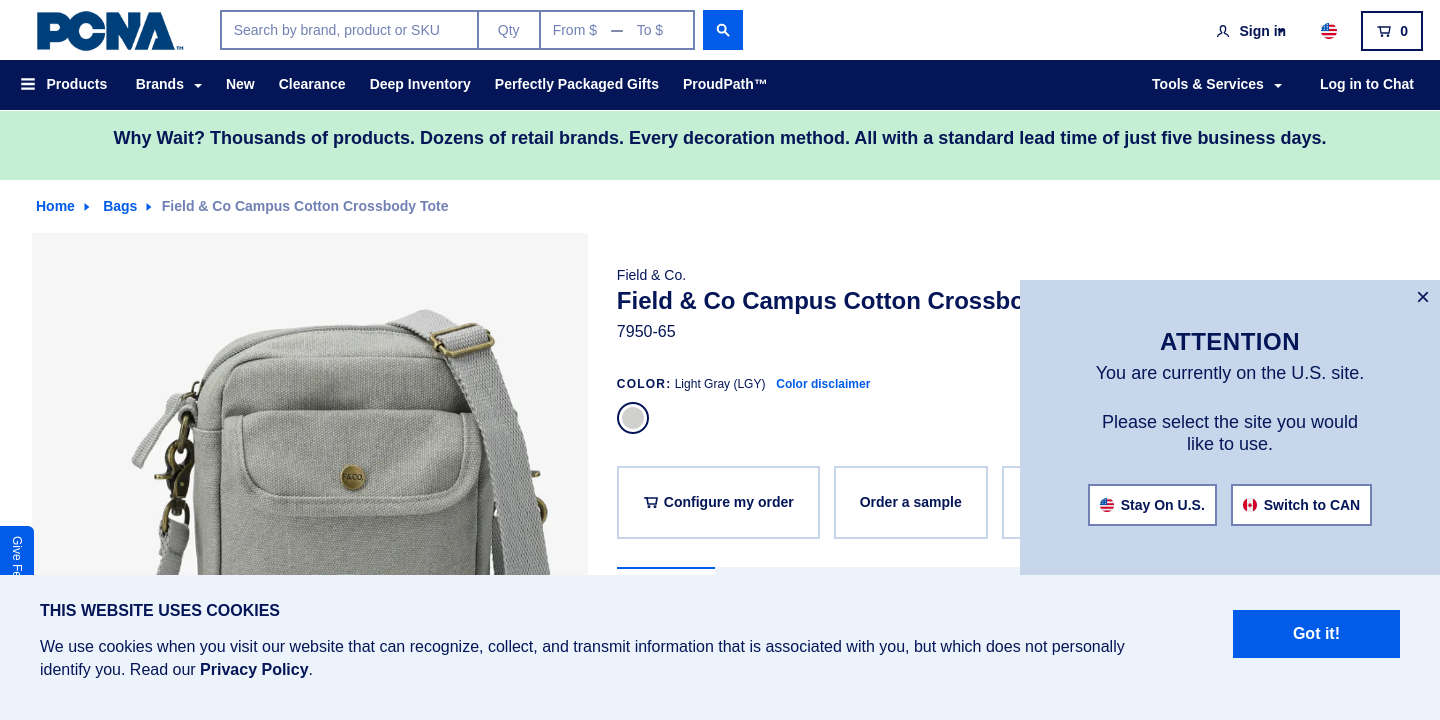 PCNA™
Search by brand, product or SKU
Qty
From $
To $
Sign in
0
Products
Brands
New
Clearance
Deep Inventory
Perfectly Packaged Gifts
ProudPath™
Tools & Services
Log in to Chat
Why Wait? Thousands of products. Dozens of retail brands. Every decoration method. All with a standard lead time of just five business days.
Home
Bags
Field & Co Campus Cotton Crossbody Tote
Field & Co.
Field & Co Campus Cotton Crossbo
7950-65
COLOR: Light Gray (LGY) Color disclaimer
Configure my order
Order a sample
F&CO.
Give Fe
ATTENTION
You are currently on the U.S. site.
Please select the site you would
like to use.
Stay On U.S.
Switch to CAN
THIS WEBSITE USES COOKIES
We use cookies when you visit our website that can recognize, collect, and transmit information that is associated with you, but which does not personally
identify you. Read our Privacy Policy.
Got it!